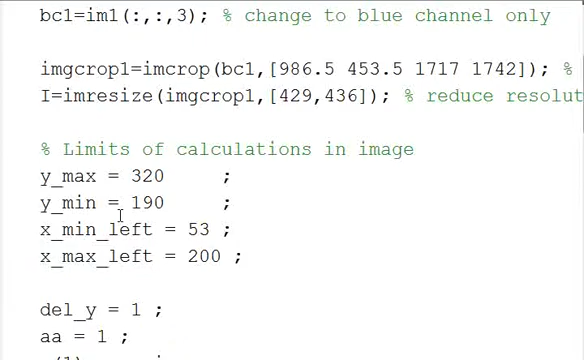 bc1=im1(:,:,3); % change to blue channel only
imgcrop1=imcrop(bc1,[986.5 453.5 1717 1742]); %
I=imresize(imgcrop1,[429,436]); % reduce
% Limits of calculations in image
y_max = 320 ;
y_min = 190 ;
x_min_left = 53 ;
x_max_left = 200 ;
del_y = 1 ;
aa = 1 ;